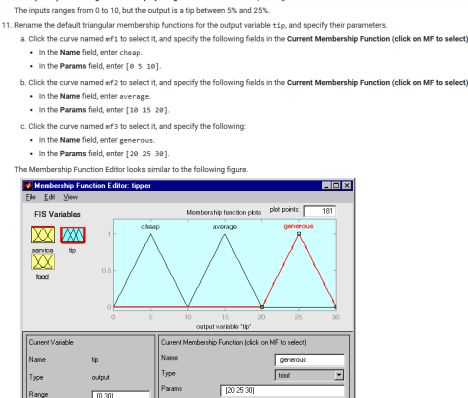 The inputs ranges from 0 to 10, but the output is a tip between 5% and 25%.
11. Rename the default triangular membership functions for the output variable tip, and specify their parameters.
a. Click the curve named mf1 to select it, and specify the following fields in the Current Membership Function (click on MF to select)
• In the Name field, enter cheap.
• In the Params field, enter [0 5 10].
b. Click the curve named mf2 to select it, and specify the following fields in the Current Membership Function (click on MF to select)
• In the Name field, enter average.
• In the Params field, enter [10 15 20].
c. Click the curve named mf3 to select it, and specify the following:
• In the Name field, enter generous.
• In the Params field, enter [20 25 30].
The Membership Function Editor looks similar to the following figure.
Membership Function Editor: tipper
File Edit View
FIS Variables
Membership function plots plot points: 181
service tip
food
cheap average generous
1
0.5
0
0 5 10 15 20 25 30
output variable "tip"
Current Variable
Name tip
Type output
Range [0 30]
Current Membership Function (click on MF to select)
Name generous
Type trimf
Params [20 25 30]